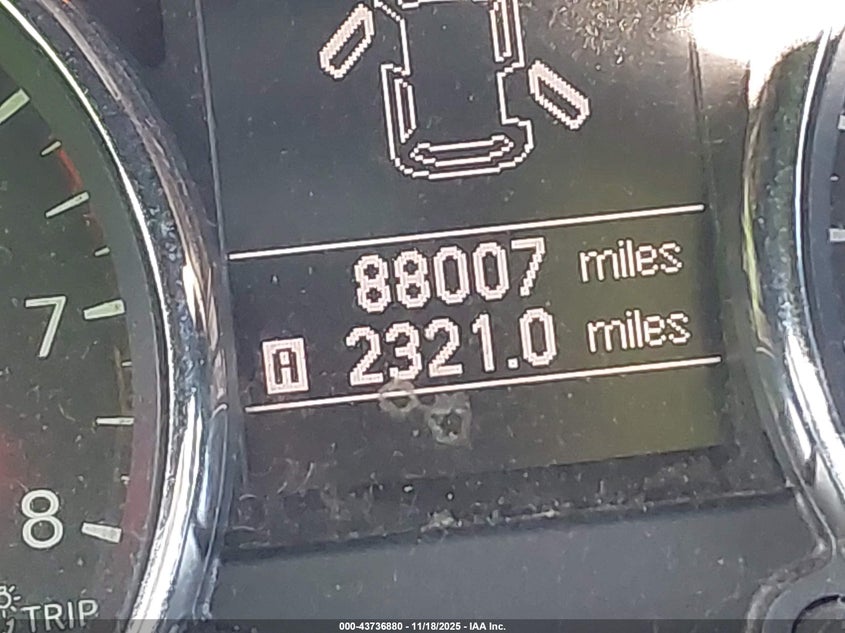 88007 miles
A 2321.0 miles
7
8
TRIP
000-43736880 - 11/18/2025 - IAA Inc.